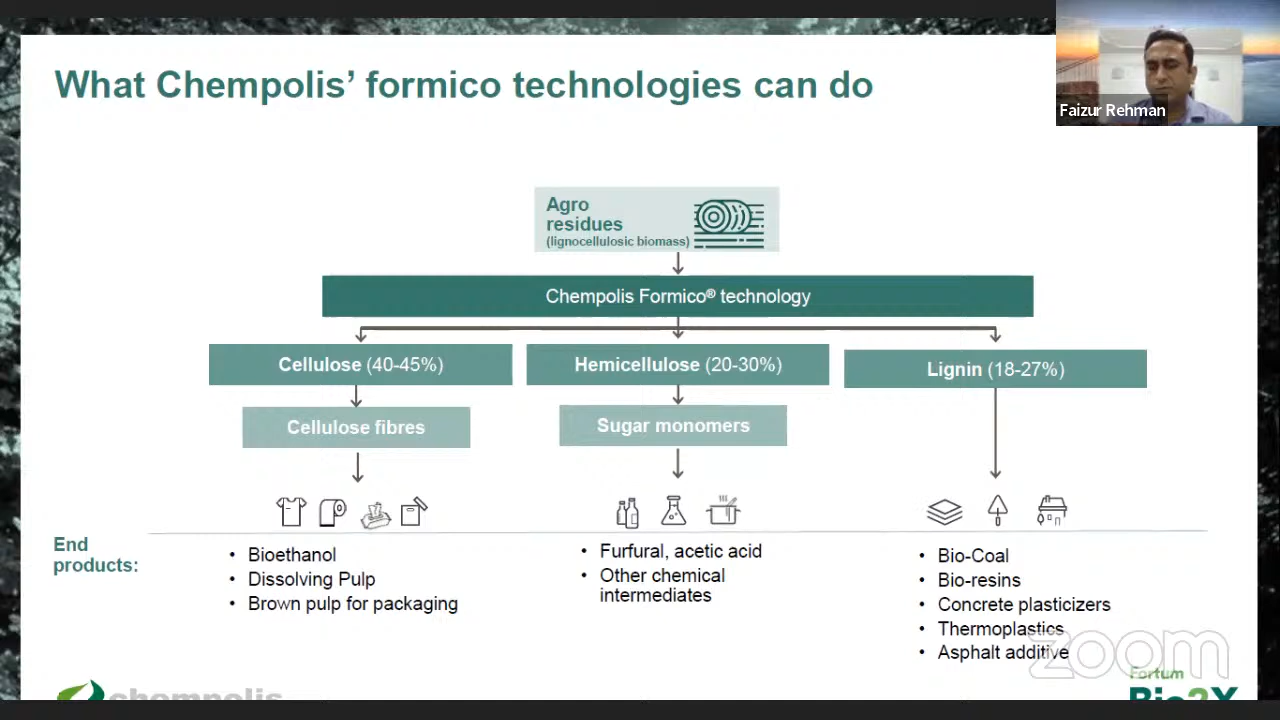 What Chempolis’ formico technologies can do
Faizur Rehman
Agro
residues
(lignocellulosic biomass)
Chempolis Formico® technology
Cellulose (40-45%)
Hemicellulose (20-30%)
Lignin (18-27%)
Cellulose fibres
Sugar monomers
End
products:
• Bioethanol
• Dissolving Pulp
• Brown pulp for packaging
• Furfural, acetic acid
• Other chemical
intermediates
• Bio-Coal
• Bio-resins
• Concrete plasticizers
• Thermoplastics
• Asphalt additive
zoom
chempolis
Fortum
Bio2X